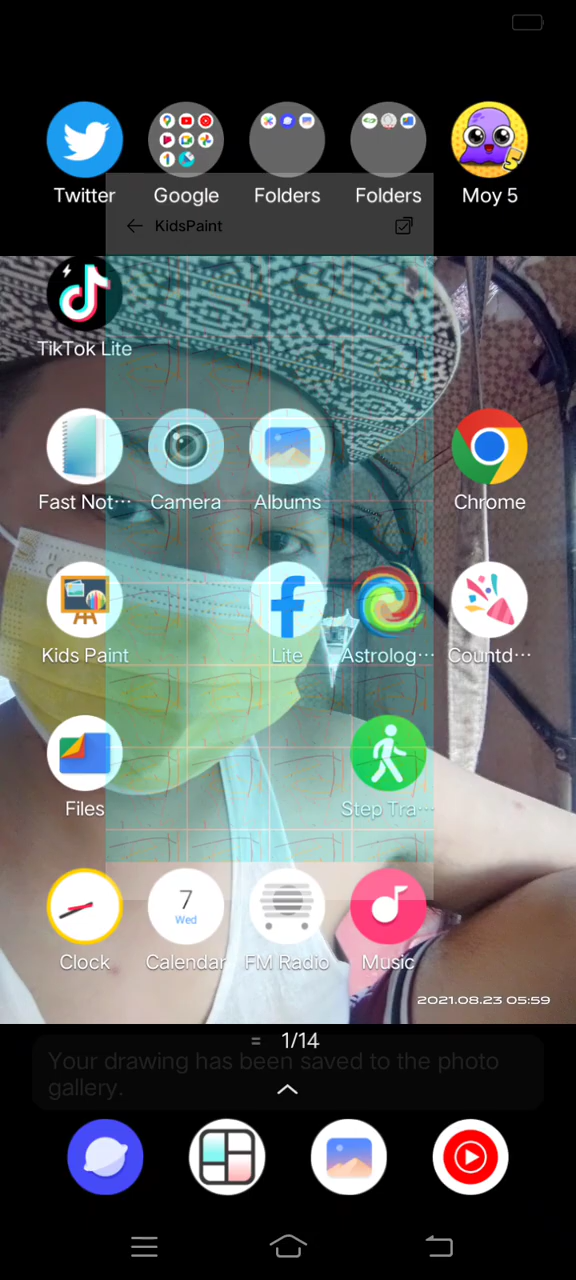 Twitter
Google
Folders
Folders
Moy 5
KidsPaint
TikTok Lite
Fast Not···
Camera
Albums
Chrome
Kids Paint
Lite
Astrolog···
Countd···
Files
Step Tra···
7
Wed
Clock
Calendar
FM Radio
Music
2021.08.23 05:59
1/14
Your drawing has been saved to the photo
gallery.